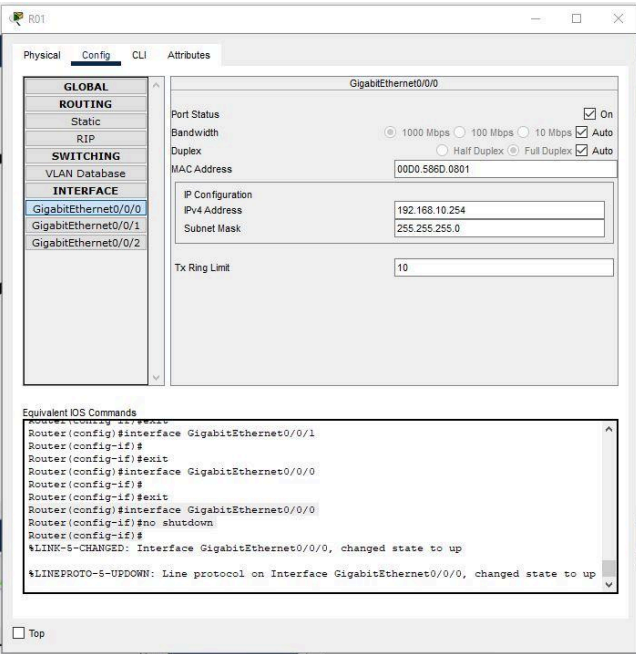 R01
Physical Config CLI Attributes
GLOBAL
ROUTING
Static
RIP
SWITCHING
VLAN Database
INTERFACE
GigabitEthernet0/0/0
GigabitEthernet0/0/1
GigabitEthernet0/0/2
GigabitEthernet0/0/0
Port Status On
Bandwidth 1000 Mbps 100 Mbps 10 Mbps Auto
Duplex Half Duplex Full Duplex Auto
MAC Address 00D0.586D.0801
IP Configuration
IPv4 Address 192.168.10.254
Subnet Mask 255.255.255.0
Tx Ring Limit 10
Equivalent IOS Commands
Router(config-if)#exit
Router(config)#interface GigabitEthernet0/0/1
Router(config-if)#
Router(config-if)#exit
Router(config)#interface GigabitEthernet0/0/0
Router(config-if)#
Router(config-if)#exit
Router(config)#interface GigabitEthernet0/0/0
Router(config-if)#no shutdown
Router(config-if)#
%LINK-5-CHANGED: Interface GigabitEthernet0/0/0, changed state to up
%LINEPROTO-5-UPDOWN: Line protocol on Interface GigabitEthernet0/0/0, changed state to up
Top